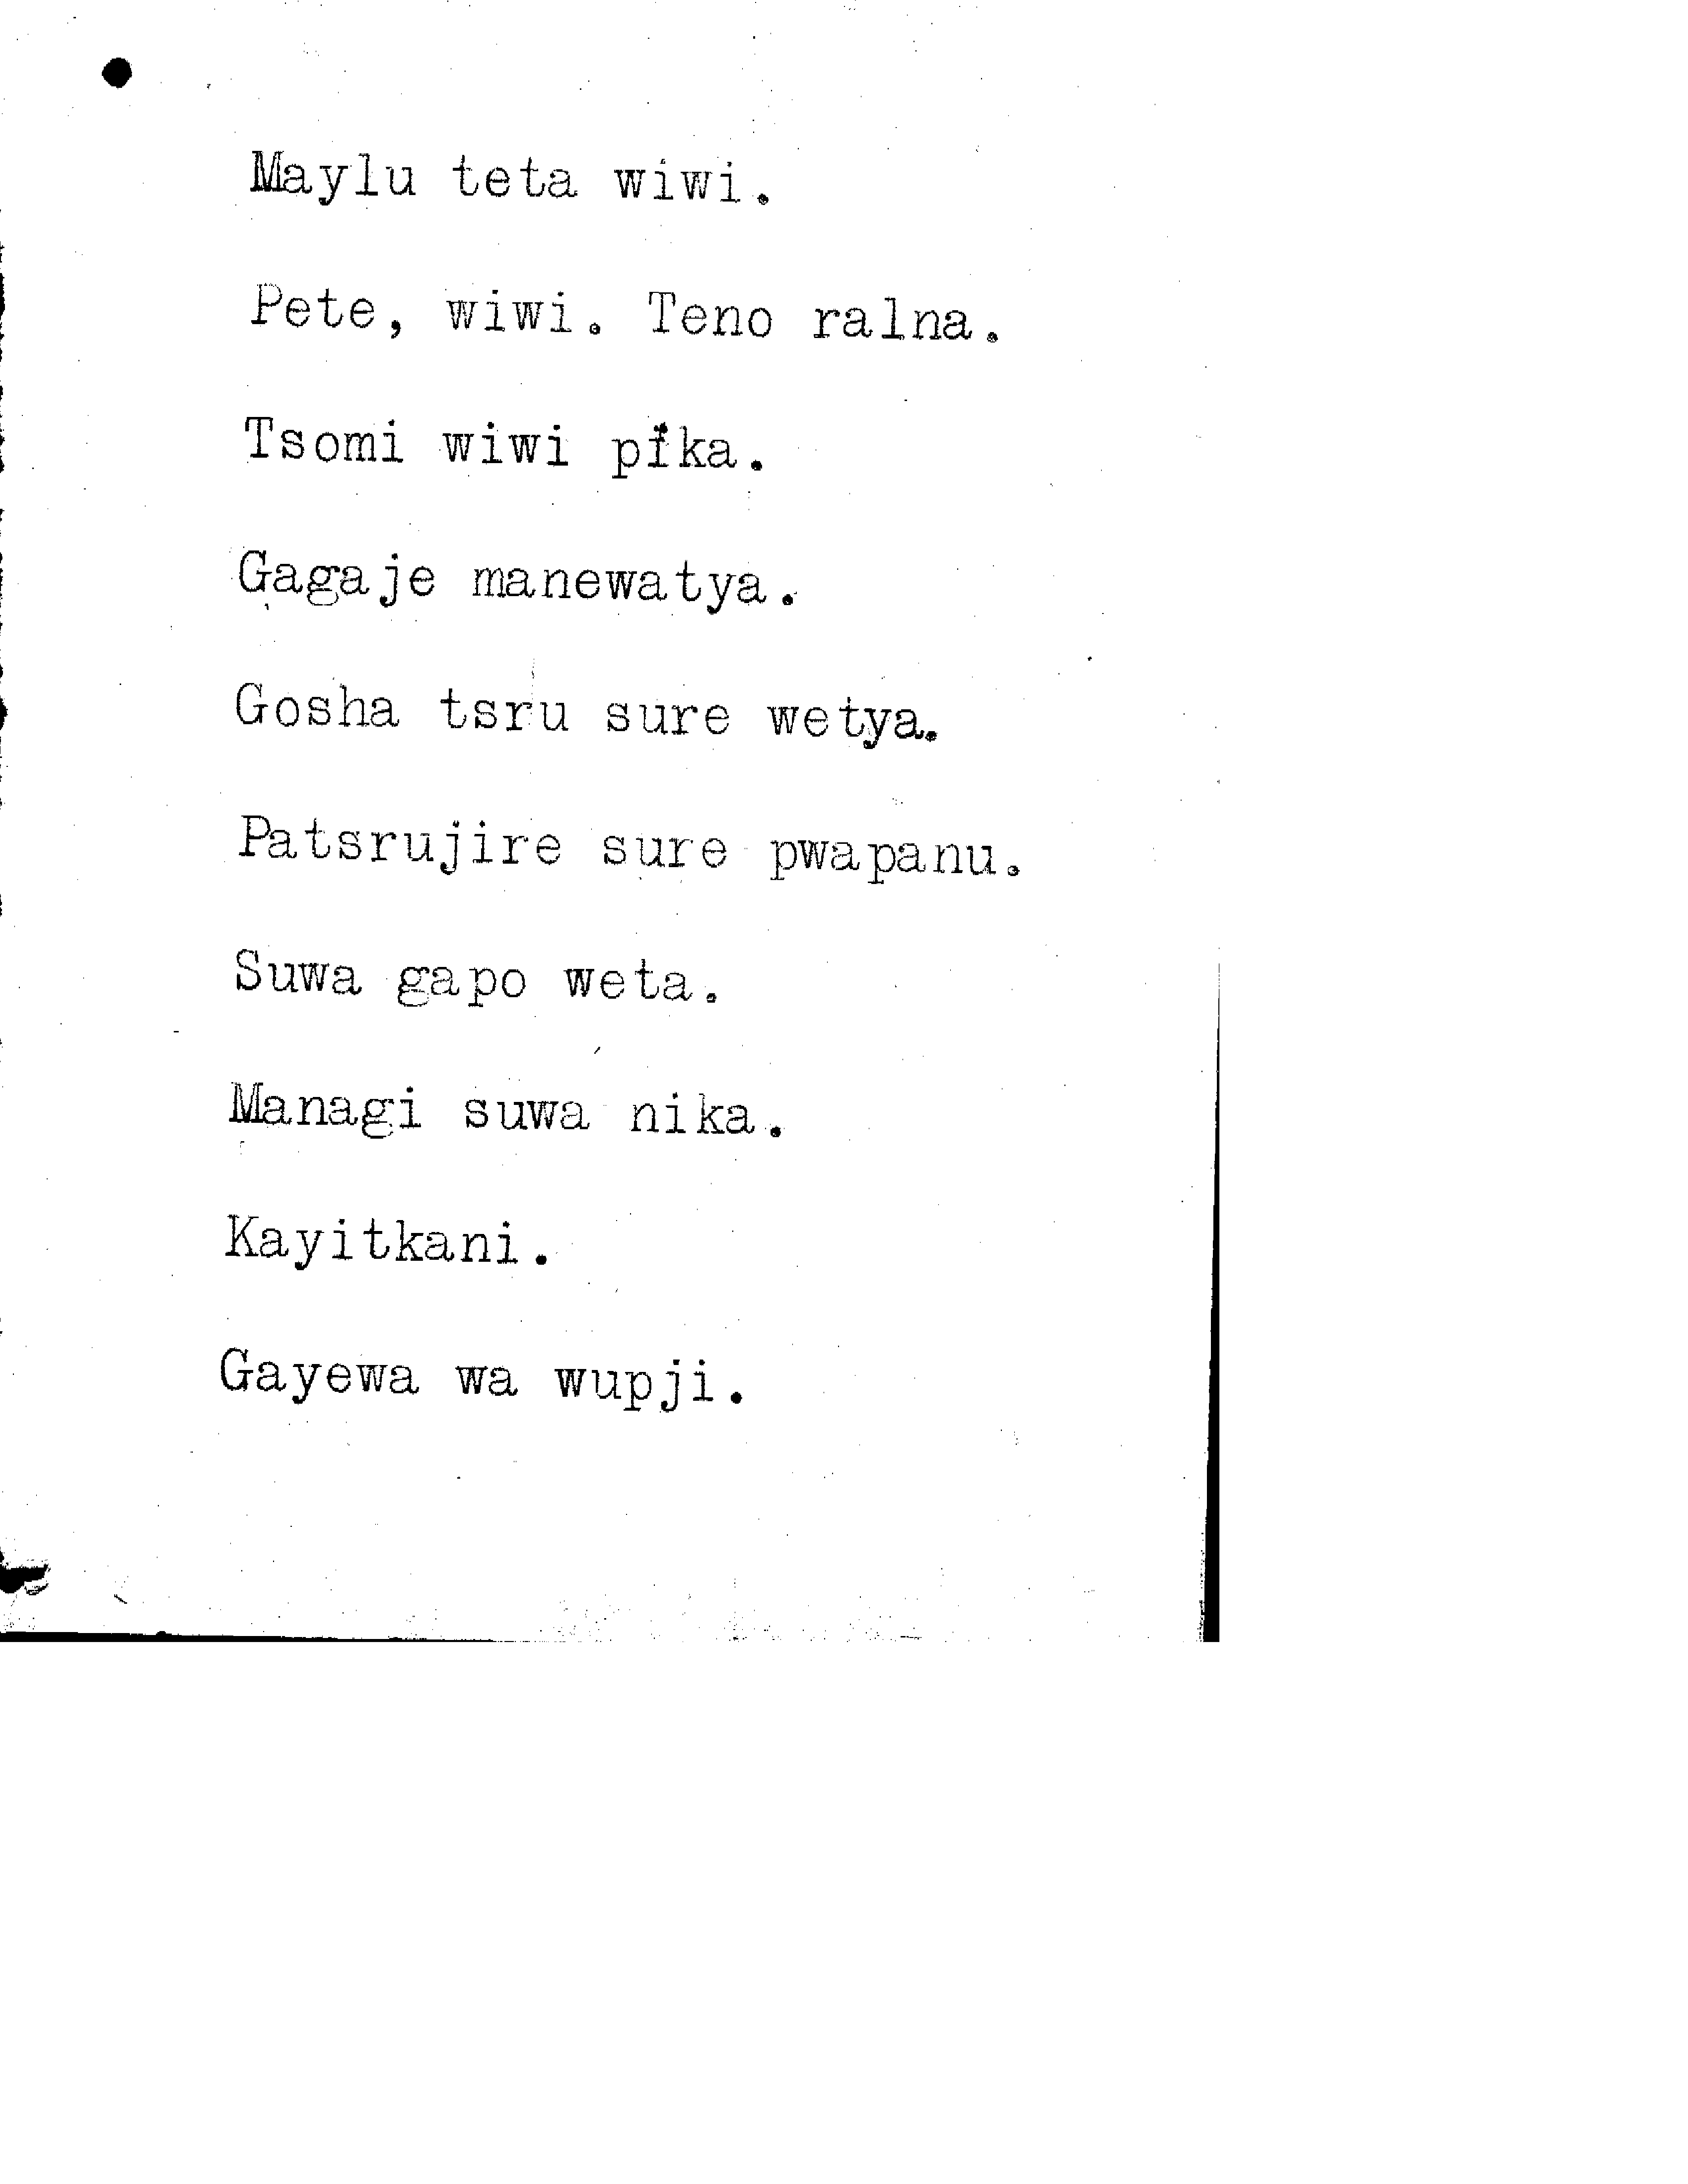 Maylu teta wiwi.
Pete, wiwi. Teno ralna.
Tsomi wiwi pika.
Gagaje manewatya.
Gosha tsru sure wetya.
Patsrujire sure pwapanu.
Suwa gapo weta.
Managi suwa nika.
Kayitkani.
Gayewa wa wupji.